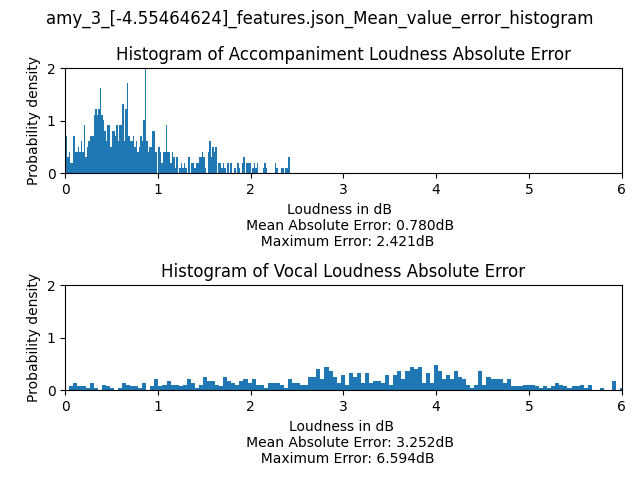 amy_3_[-4.55464624]_features.json_Mean_value_error_histogram
Histogram of Accompaniment Loudness Absolute Error
Probability density
2
1
0
0 1 2 3 4 5 6
Loudness in dB
Mean Absolute Error: 0.780dB
Maximum Error: 2.421dB
Histogram of Vocal Loudness Absolute Error
Probability density
2
1
0
0 1 2 3 4 5 6
Loudness in dB
Mean Absolute Error: 3.252dB
Maximum Error: 6.594dB